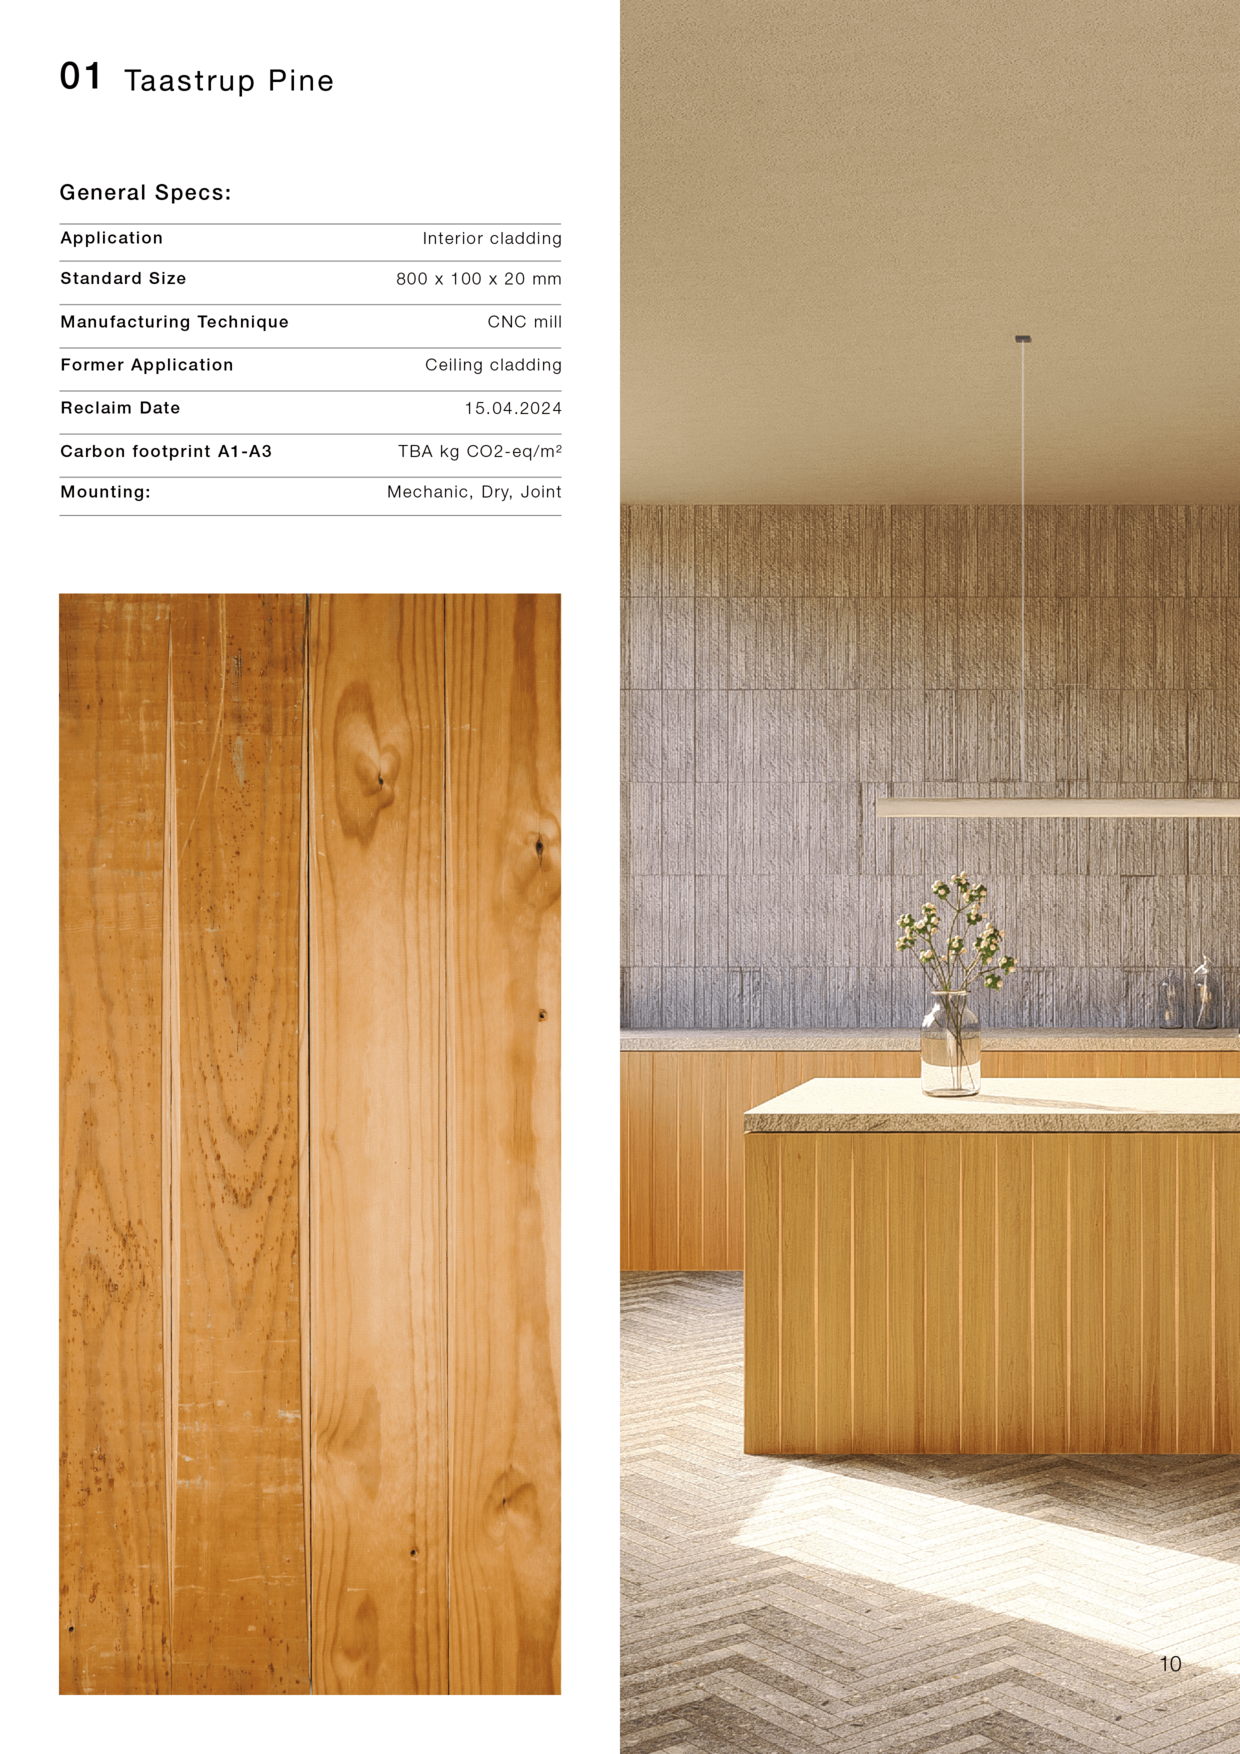 01 Taastrup Pine
General Specs:
Application Interior cladding
Standard Size 800 x 100 x 20 mm
Manufacturing Technique CNC mill
Former Application Ceiling cladding
Reclaim Date 15.04.2024
Carbon footprint A1-A3 TBA kg CO2-eq/m²
Mounting: Mechanic, Dry, Joint
10